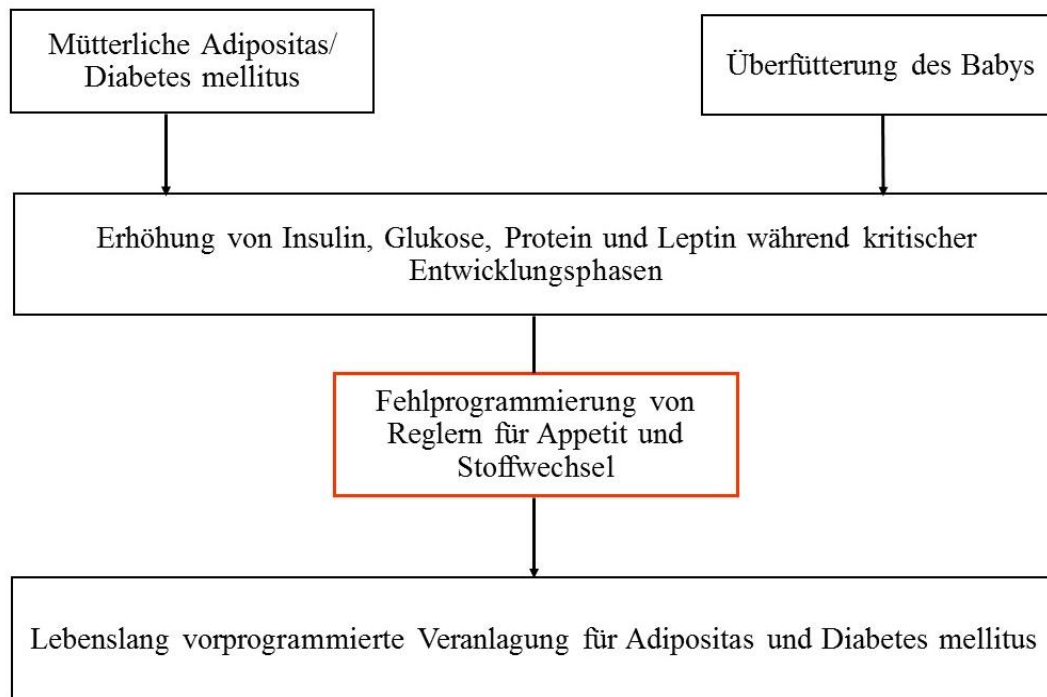 Mütterliche Adipositas/
Diabetes mellitus
Überfütterung des Babys
Erhöhung von Insulin, Glukose, Protein und Leptin während kritischer
Entwicklungsphasen
Fehlprogrammierung von
Reglern für Appetit und
Stoffwechsel
Lebenslang vorprogrammierte Veranlagung für Adipositas und Diabetes mellitus